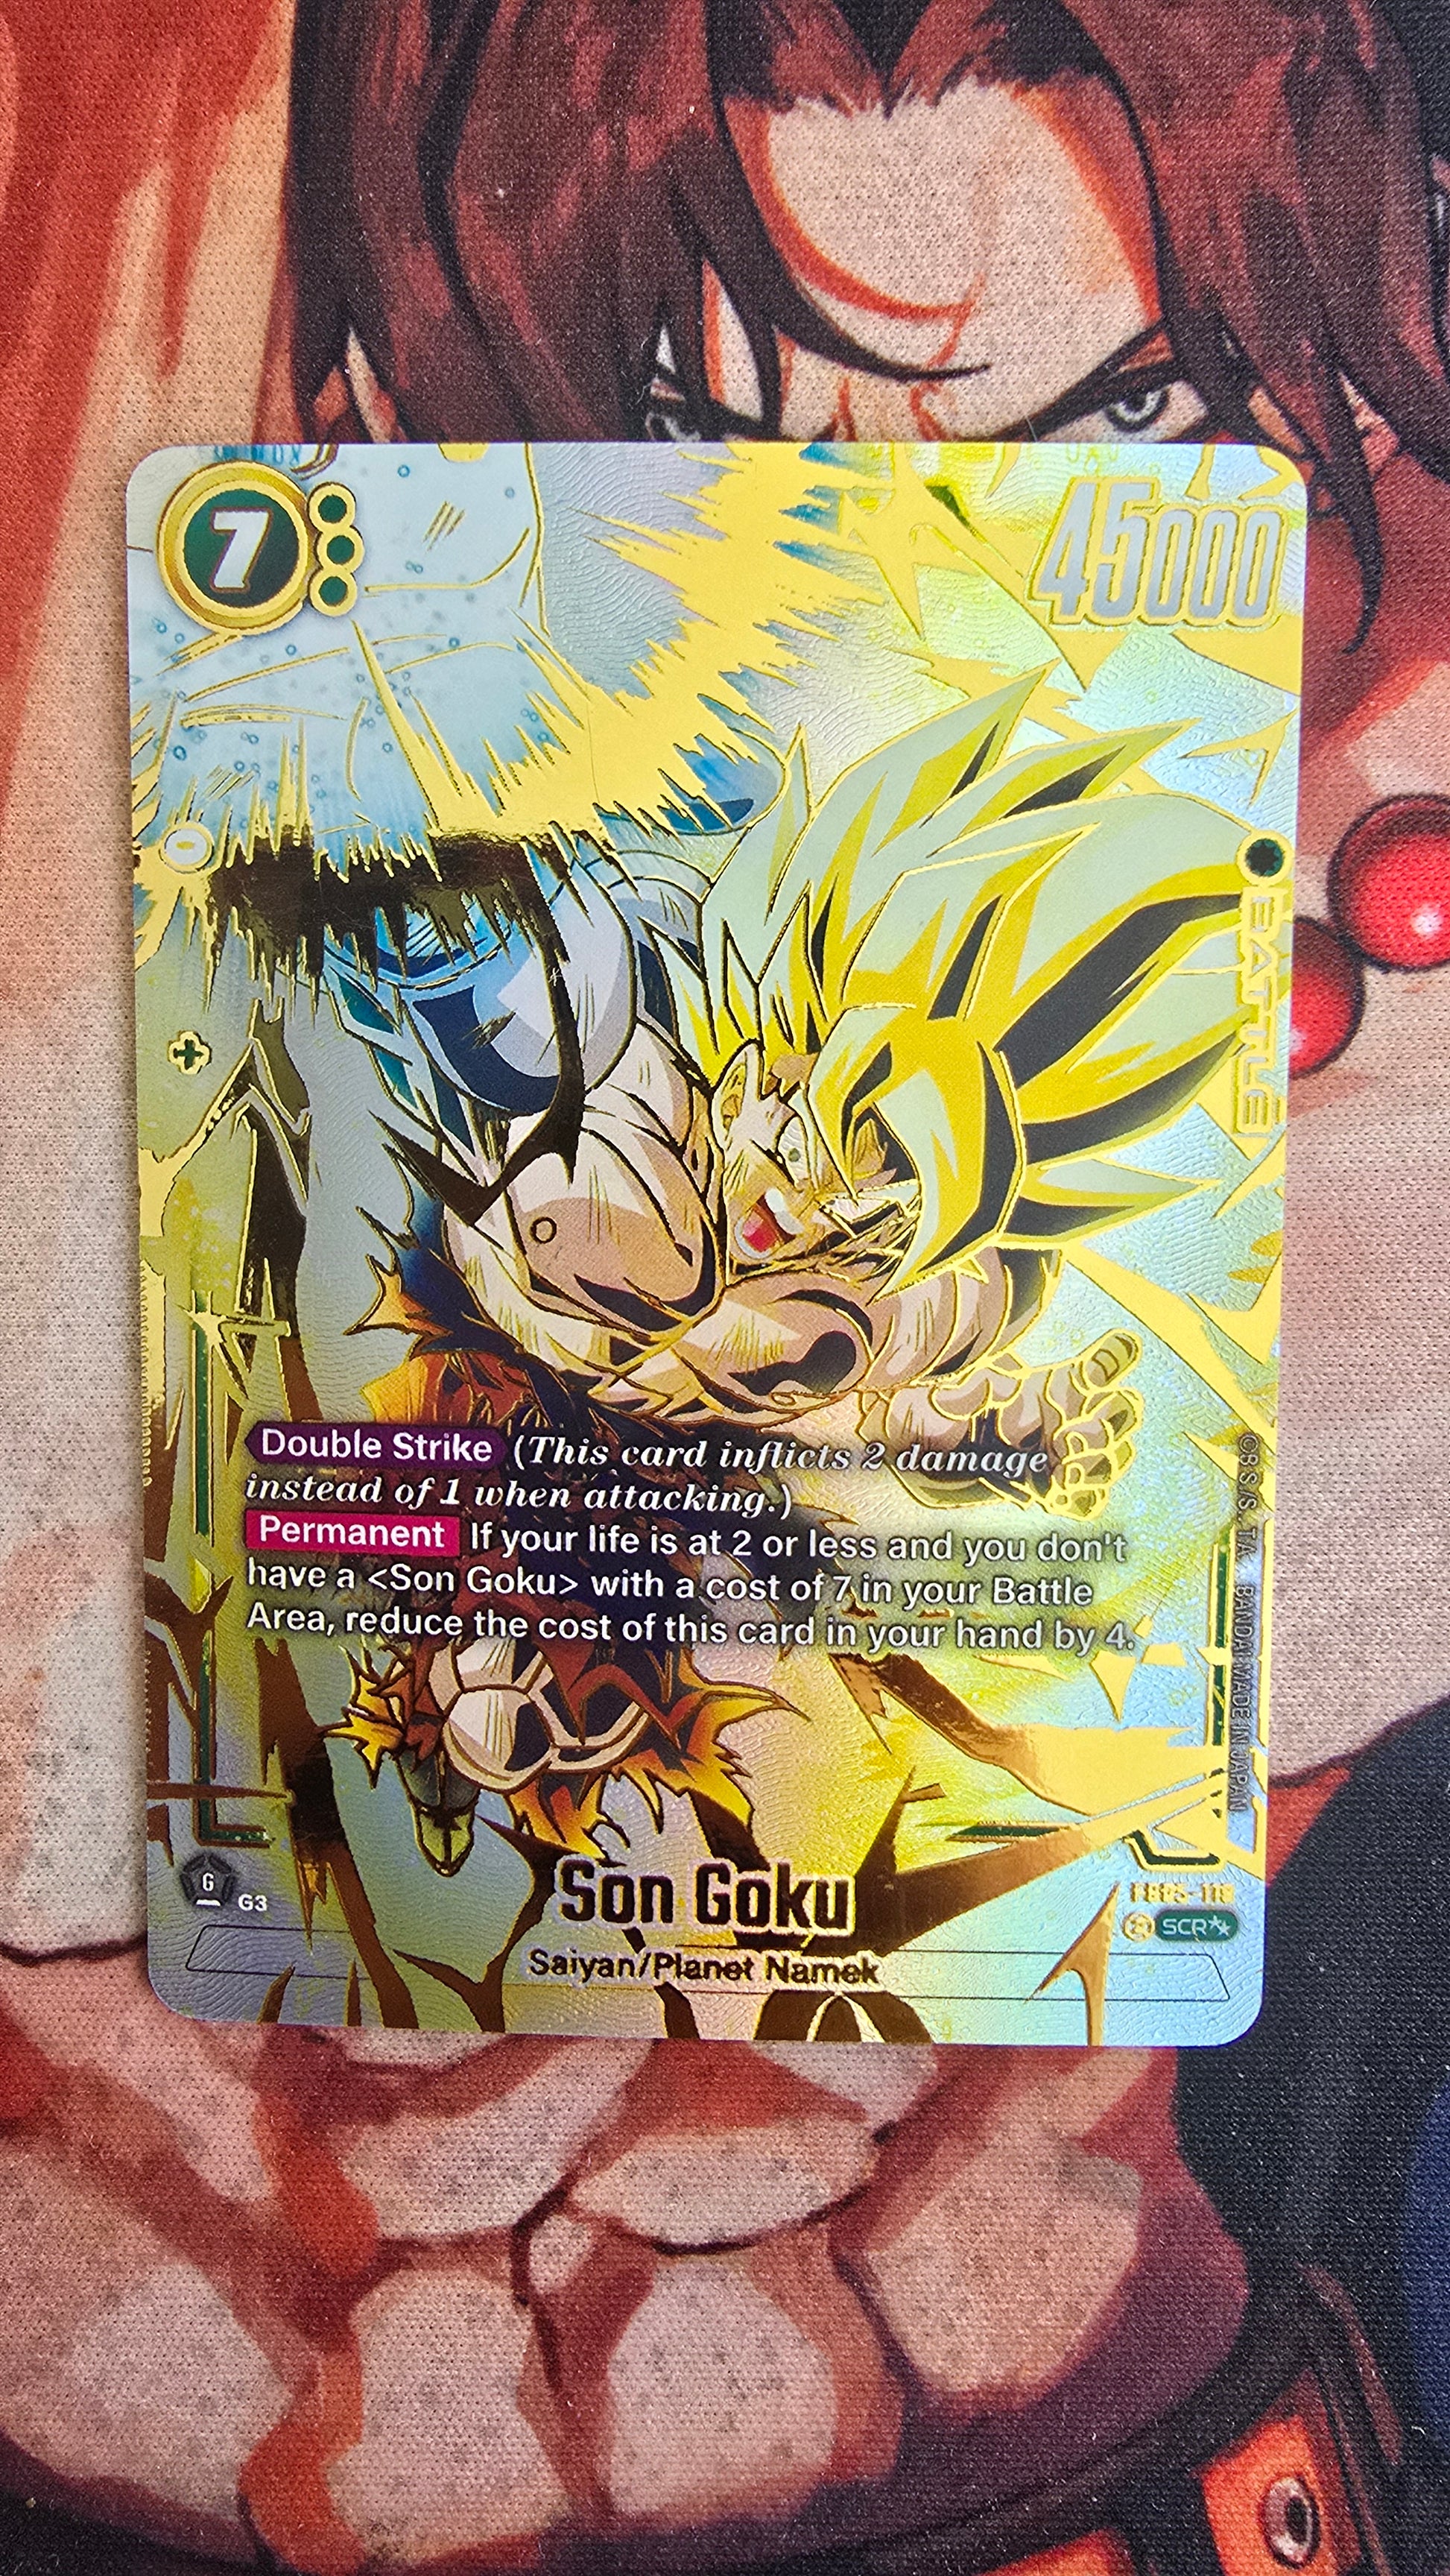 7
45000
BATTLE
Double Strike (This card inflicts 2 damage
instead of 1 when attacking.)
Permanent If your life is at 2 or less and you don't
have a <Son Goku> with a cost of 7 in your Battle
Area, reduce the cost of this card in your hand by 4.
©B.S./S., T.A. BANDAI MADE IN JAPAN
G
G3
Son Goku
SCR★★
Saiyan/Planet Namek